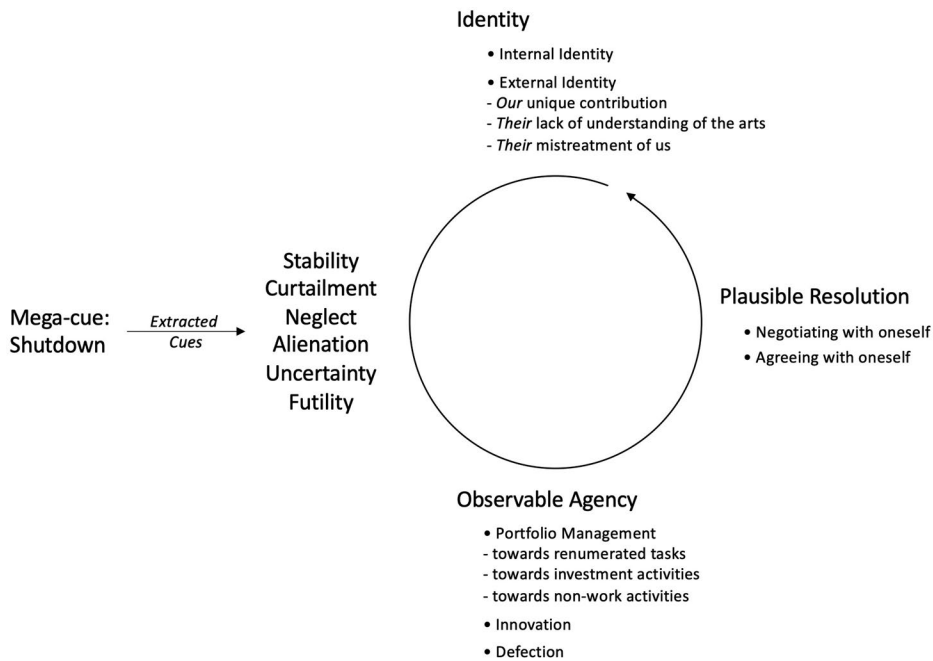 Identity
• Internal Identity
• External Identity
- Our unique contribution
- Their lack of understanding of the arts
- Their mistreatment of us
Mega-cue:
Shutdown
Extracted
Cues
Stability
Curtailment
Neglect
Alienation
Uncertainty
Futility
Plausible Resolution
• Negotiating with oneself
• Agreeing with oneself
Observable Agency
• Portfolio Management
- towards renumerated tasks
- towards investment activities
- towards non-work activities
• Innovation
• Defection